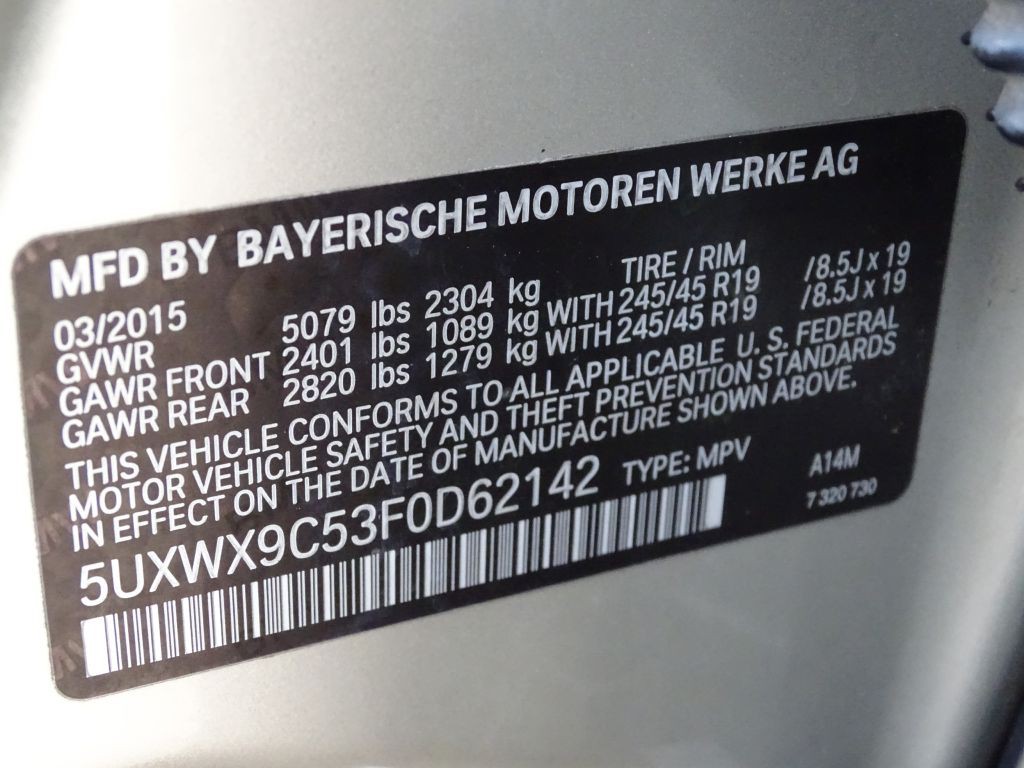 MFD BY BAYERISCHE MOTOREN WERKE AG
03/2015 TIRE / RIM
GVWR 5079 lbs 2304 kg
GAWR FRONT 2401 lbs 1089 kg WITH 245/45 R19 /8.5J x 19
GAWR REAR 2820 lbs 1279 kg WITH 245/45 R19 /8.5J x 19
THIS VEHICLE CONFORMS TO ALL APPLICABLE U. S. FEDERAL
MOTOR VEHICLE SAFETY AND THEFT PREVENTION STANDARDS
IN EFFECT ON THE DATE OF MANUFACTURE SHOWN ABOVE.
5UXWX9C53F0D62142 TYPE: MPV A14M
7 320 730